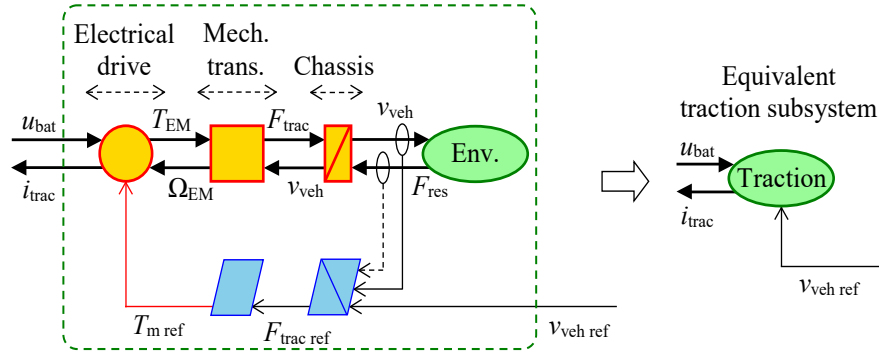 Electrical
drive
Mech.
trans.
Chassis
u_bat
T_EM
F_trac
v_veh
Env.
i_trac
Ω_EM
v_veh
F_res
T_m ref
F_trac ref
v_veh ref
Equivalent
traction subsystem
u_bat
Traction
i_trac
v_veh ref